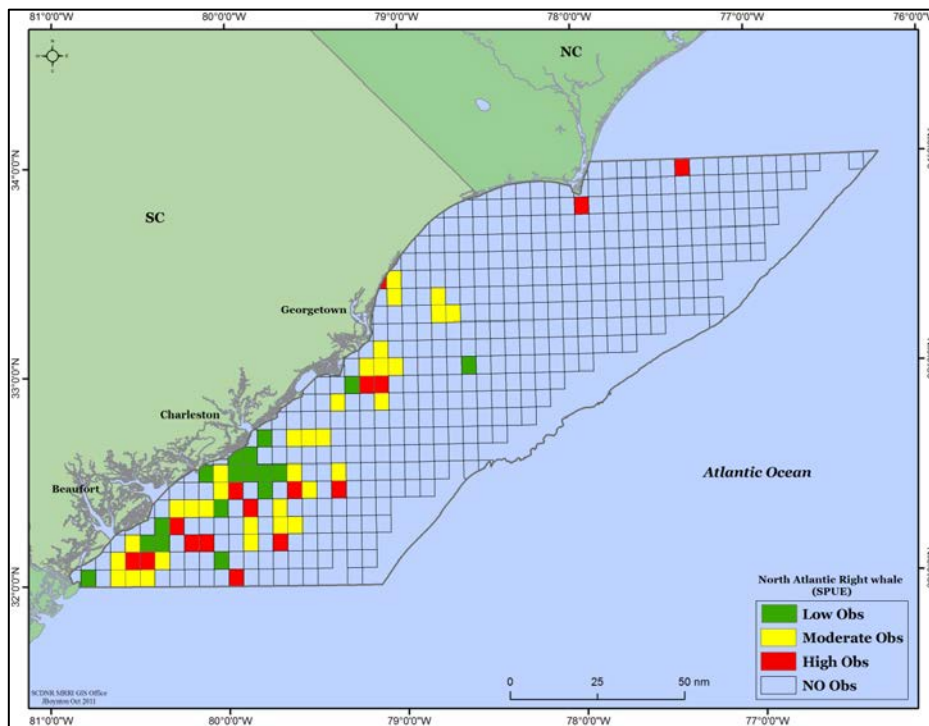 81°0'0"W 80°0'0"W 79°0'0"W 78°0'0"W 77°0'0"W 76°0'0"W
NC
34°0'0"N
SC
Georgetown
33°0'0"N
Charleston
Beaufort
Atlantic Ocean
32°0'0"N
North Atlantic Right whale
(SPUE)
Low Obs
Moderate Obs
High Obs
NO Obs
SCDNR MRRI GIS Office
JBoynton Oct 2011
0 25 50 nm
81°0'0"W 80°0'0"W 79°0'0"W 78°0'0"W 77°0'0"W